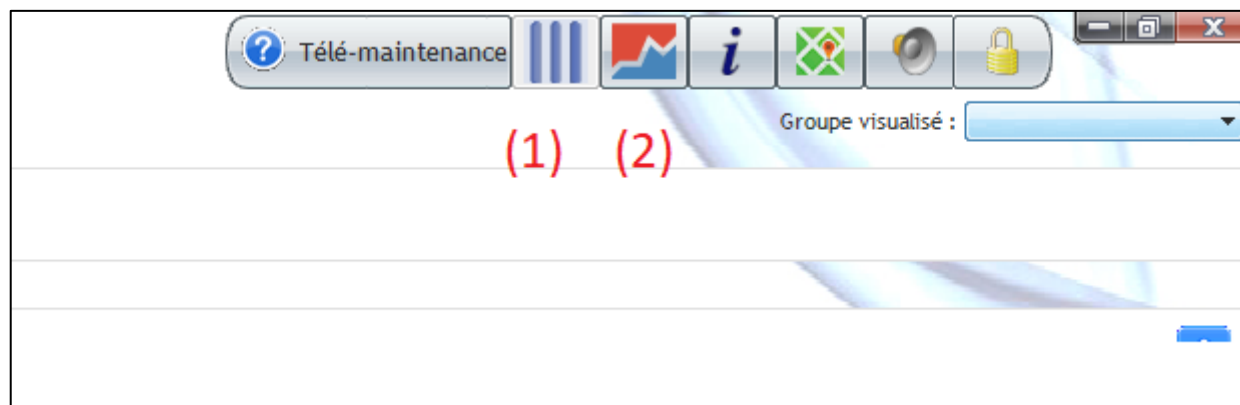 Télé-maintenance
Groupe visualisé :
(1) (2)